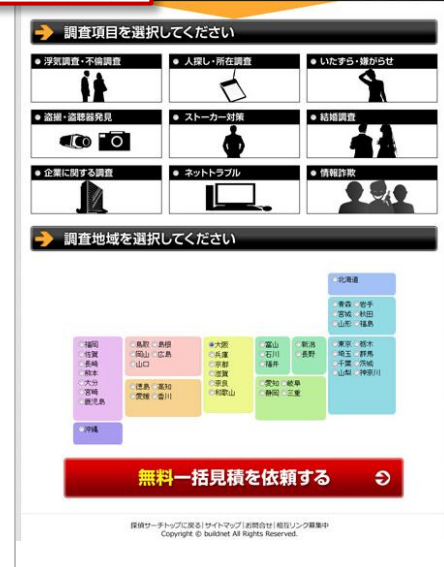 調査項目を選択してください
浮気調査・不倫調査
人探し・所在調査
いたずら・嫌がらせ
盗撮・盗聴器発見
ストーカー対策
結婚調査
企業に関する調査
ネットトラブル
情報詐欺
調査地域を選択してください
北海道
青森 岩手
宮城 秋田
山形 福島
福岡
佐賀
長崎
熊本
大分
宮崎
鹿児島
鳥取 島根
岡山 広島
山口
徳島 高知
愛媛 香川
大阪
兵庫
京都
滋賀
奈良
和歌山
富山
石川
福井
新潟
長野
愛知 岐阜
静岡 三重
東京 栃木
埼玉 群馬
千葉 茨城
山梨 神奈川
沖縄
無料一括見積を依頼する
探偵サーチトップに戻る|サイトマップ|お問合せ|相互リンク募集中
Copyright © buildnet All Rights Reserved.